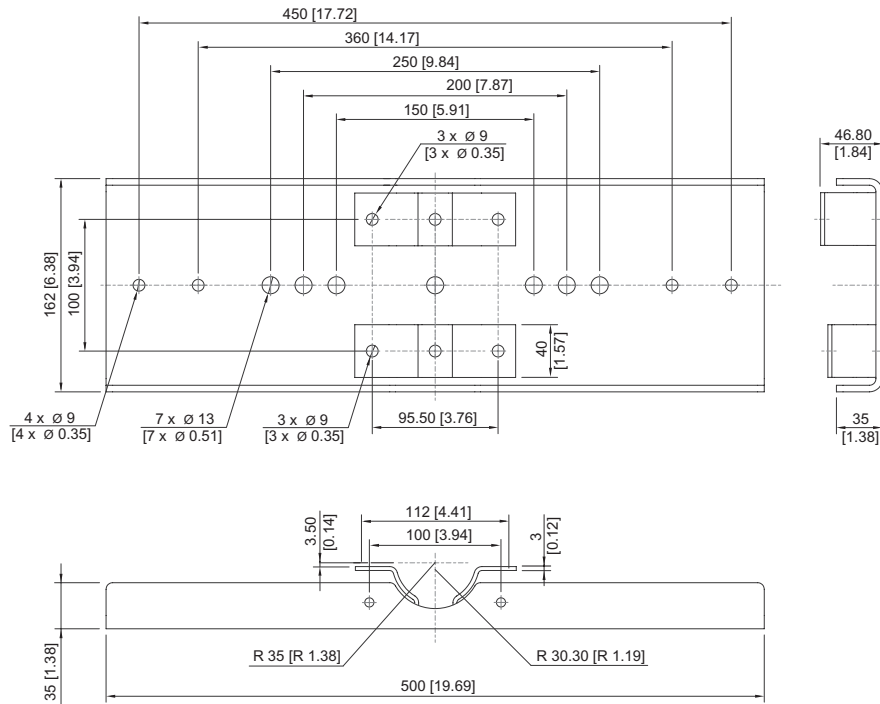 450 [17.72]
360 [14.17]
250 [9.84]
200 [7.87]
150 [5.91]
3 x Ø 9
[3 x Ø 0.35]
46.80
[1.84]
162 [6.38]
100 [3.94]
40
[1.57]
4 x Ø 9
[4 x Ø 0.35]
7 x Ø 13
[7 x Ø 0.51]
3 x Ø 9
[3 x Ø 0.35]
95.50 [3.76]
35
[1.38]
3.50
[0.14]
112 [4.41]
100 [3.94]
3
[0.12]
35
[1.38]
R 35 [R 1.38]
R 30.30 [R 1.19]
500 [19.69]